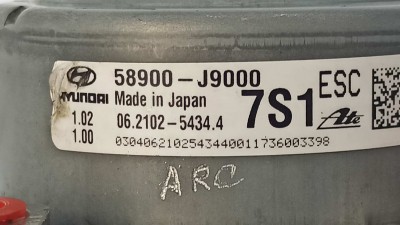 HYUNDAI
58900-J9000
ESC
Made in Japan
7S1
Ate
1.02
06.2102-5434.4
1.00
0304062102543440011736003398
ARC